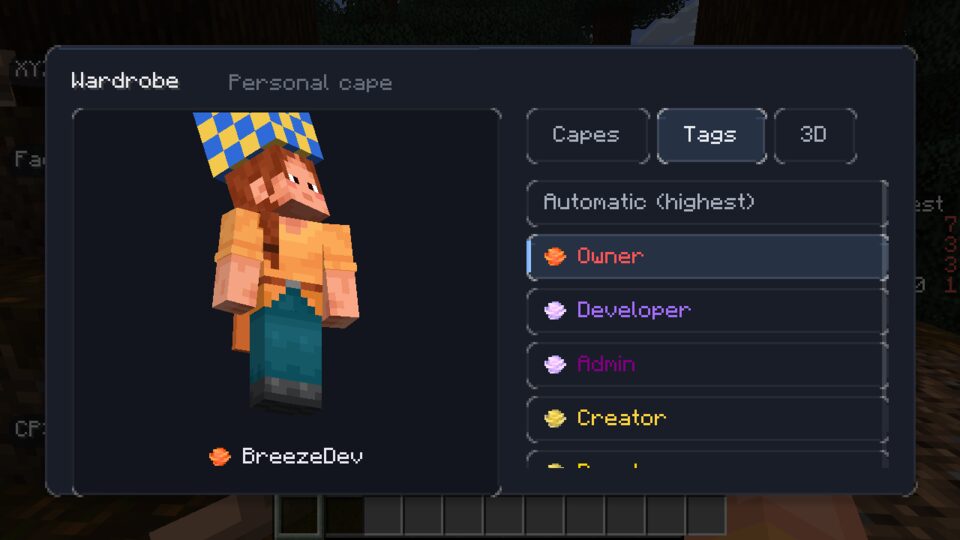 Wardrobe Personal cape
Capes Tags 3D
Automatic (highest)
Owner
Developer
Admin
Creator
BreezeDev